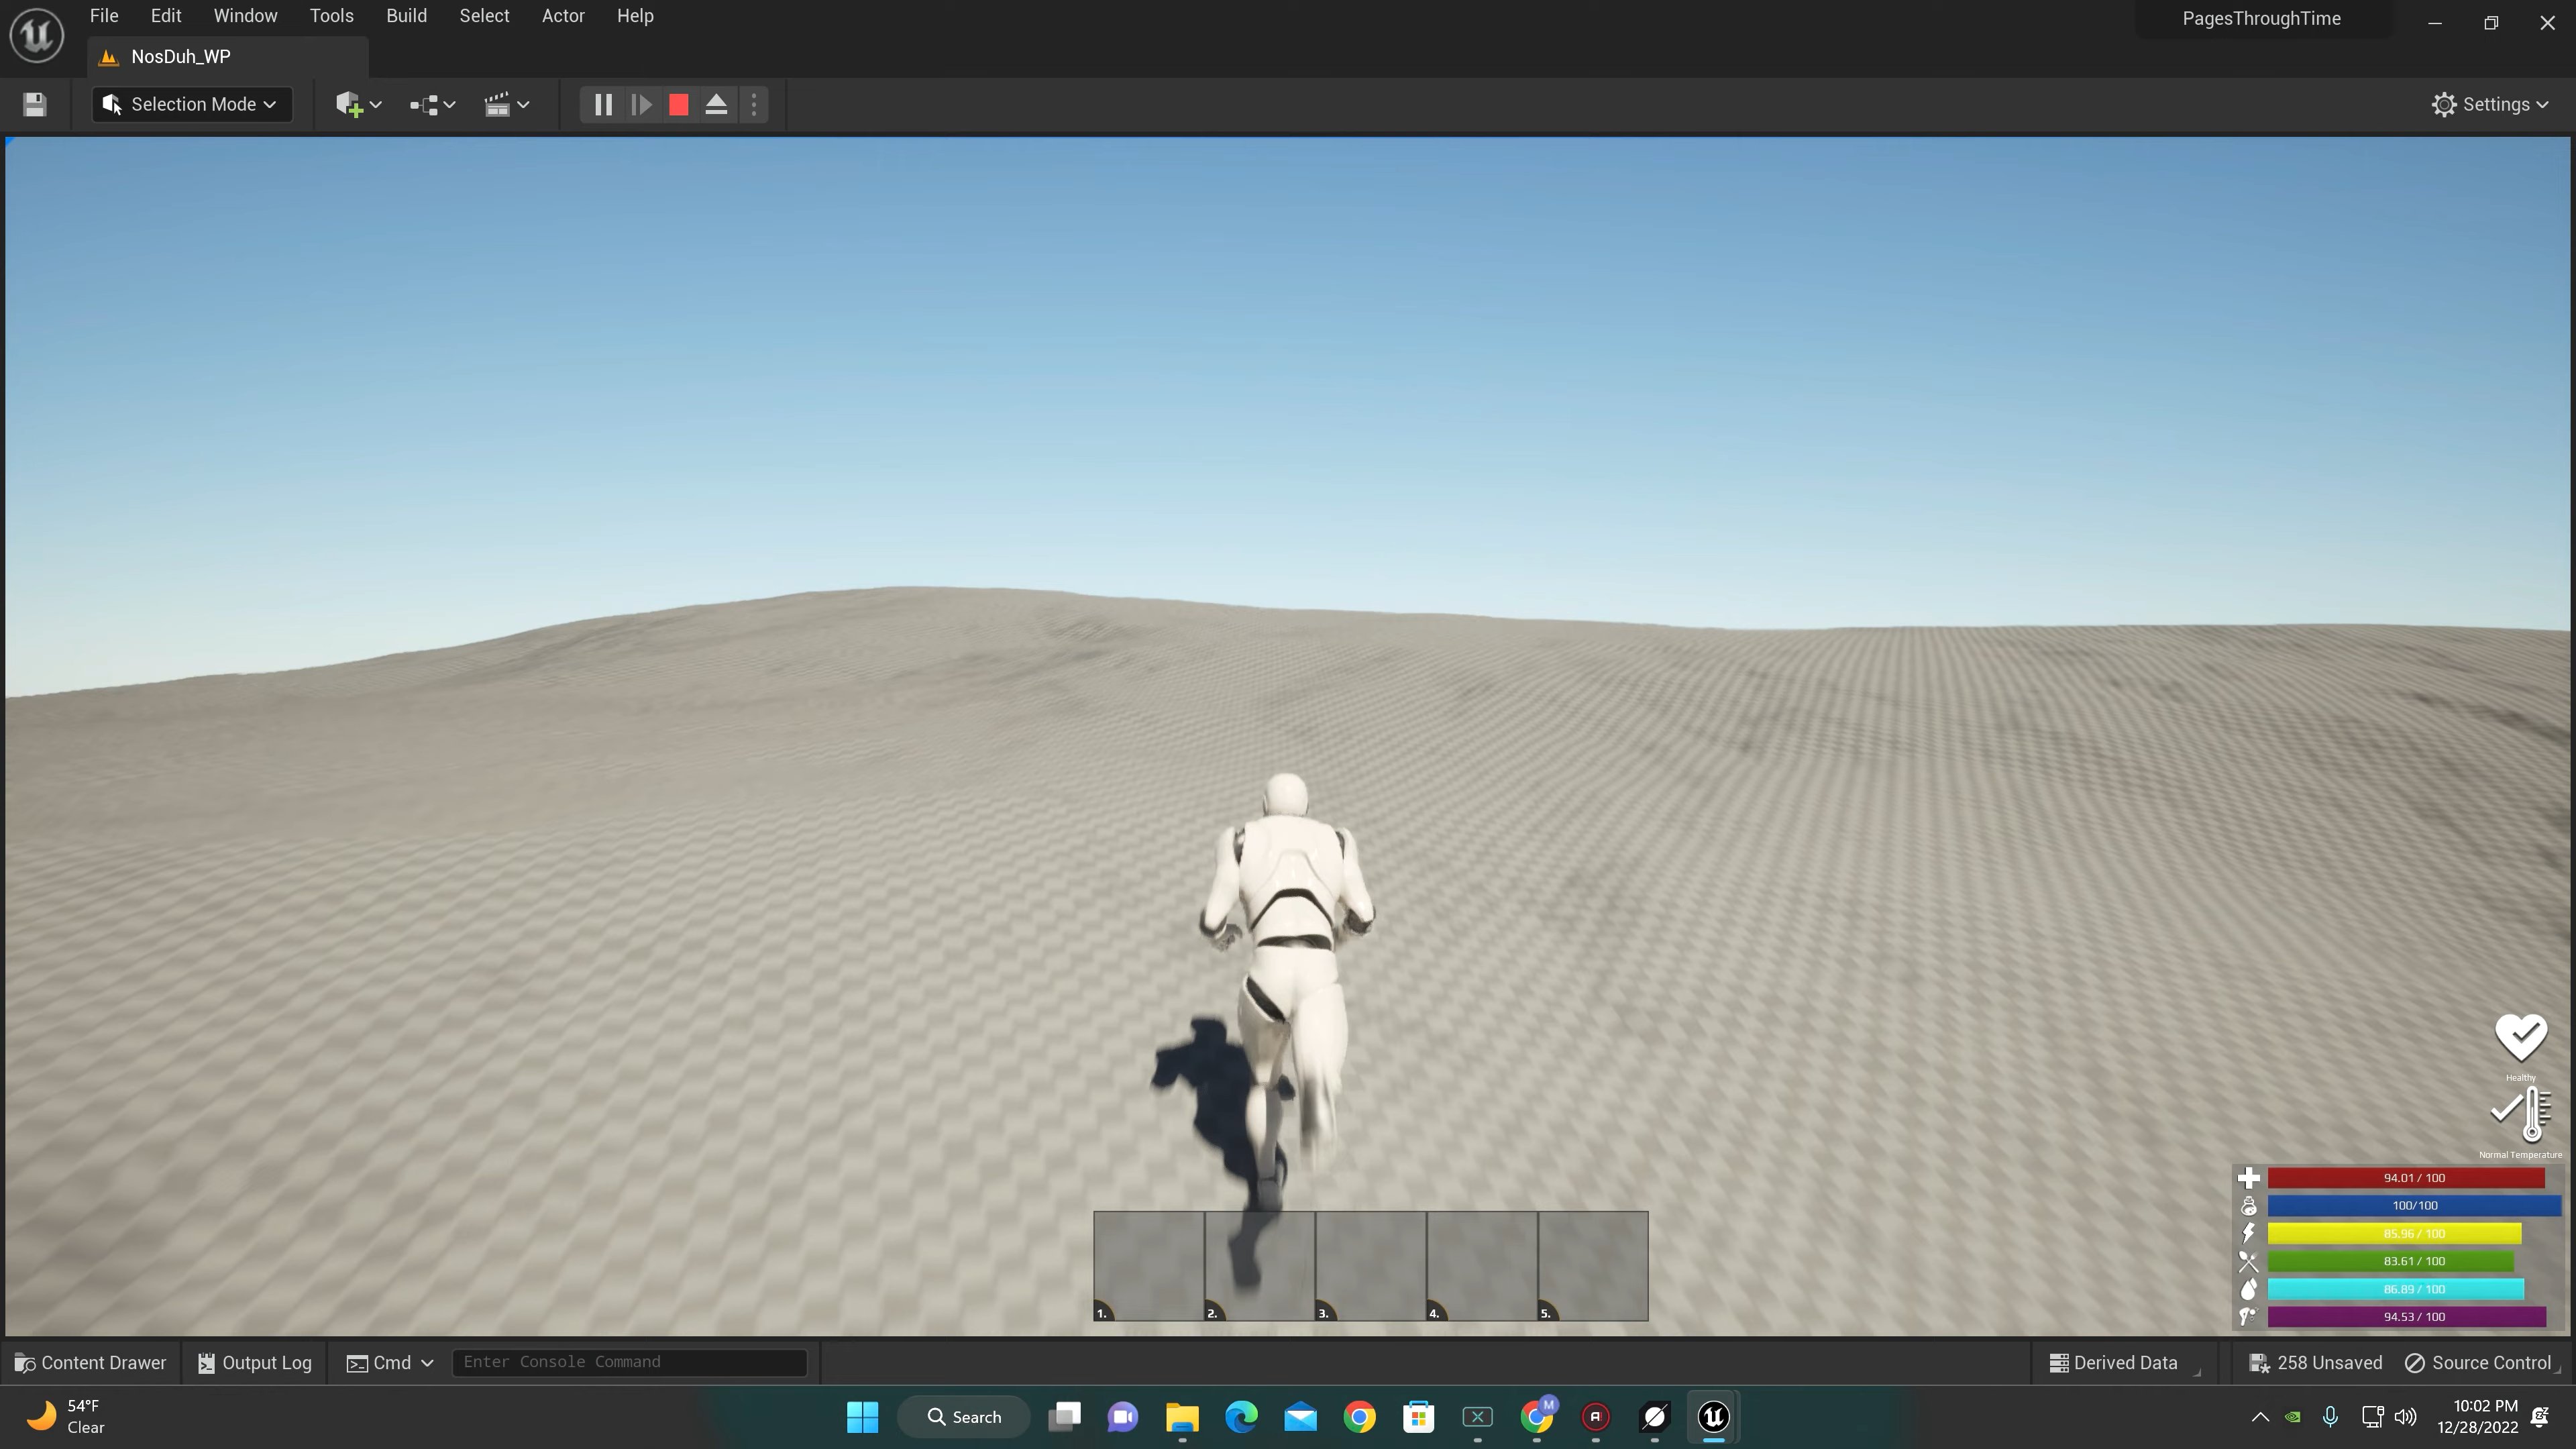 File Edit Window Tools Build Select Actor Help
PagesThroughTime
NosDuh_WP
Selection Mode
Settings
Healthy
Normal Temperature
94.01 / 100
100/100
85.96 / 100
83.61 / 100
86.89 / 100
94.53 / 100
1. 2. 3. 4. 5.
Content Drawer Output Log Cmd Enter Console Command Derived Data 258 Unsaved Source Control
54°F
Clear
Search
M
A
10:02 PM
12/28/2022